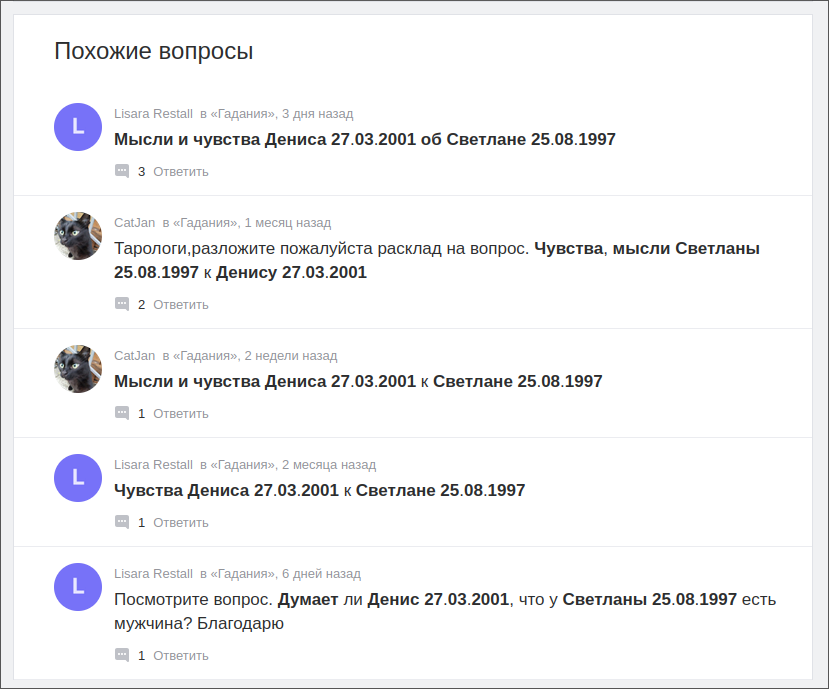 Похожие вопросы
L
Lisara Restall в «Гадания», 3 дня назад
Мысли и чувства Дениса 27.03.2001 об Светлане 25.08.1997
3 Ответить
CatJan в «Гадания», 1 месяц назад
Тарологи,разложите пожалуйста расклад на вопрос. Чувства, мысли Светланы
25.08.1997 к Денису 27.03.2001
2 Ответить
CatJan в «Гадания», 2 недели назад
Мысли и чувства Дениса 27.03.2001 к Светлане 25.08.1997
1 Ответить
L
Lisara Restall в «Гадания», 2 месяца назад
Чувства Дениса 27.03.2001 к Светлане 25.08.1997
1 Ответить
L
Lisara Restall в «Гадания», 6 дней назад
Посмотрите вопрос. Думает ли Денис 27.03.2001, что у Светланы 25.08.1997 есть
мужчина? Благодарю
1 Ответить